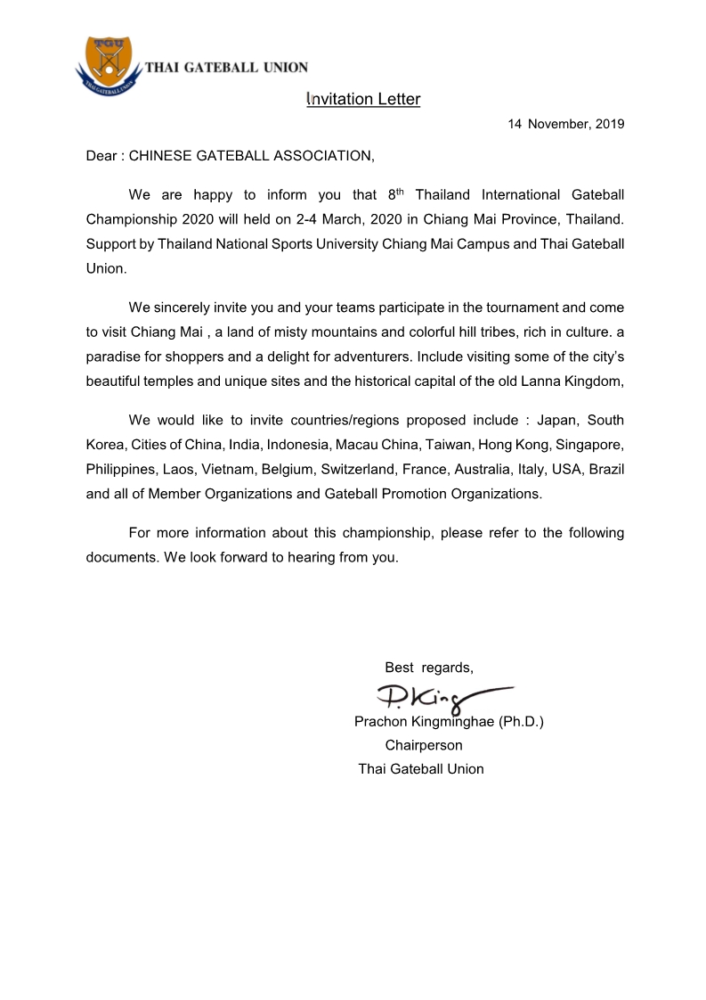 TGU
THAI GATEBALL UNION
THAI GATEBALL UNION
Invitation Letter
14 November, 2019
Dear : CHINESE GATEBALL ASSOCIATION,
We are happy to inform you that 8th Thailand International Gateball
Championship 2020 will held on 2-4 March, 2020 in Chiang Mai Province, Thailand.
Support by Thailand National Sports University Chiang Mai Campus and Thai Gateball
Union.
We sincerely invite you and your teams participate in the tournament and come
to visit Chiang Mai , a land of misty mountains and colorful hill tribes, rich in culture. a
paradise for shoppers and a delight for adventurers. Include visiting some of the city’s
beautiful temples and unique sites and the historical capital of the old Lanna Kingdom,
We would like to invite countries/regions proposed include : Japan, South
Korea, Cities of China, India, Indonesia, Macau China, Taiwan, Hong Kong, Singapore,
Philippines, Laos, Vietnam, Belgium, Switzerland, France, Australia, Italy, USA, Brazil
and all of Member Organizations and Gateball Promotion Organizations.
For more information about this championship, please refer to the following
documents. We look forward to hearing from you.
Best regards,
P.King
Prachon Kingminghae (Ph.D.)
Chairperson
Thai Gateball Union